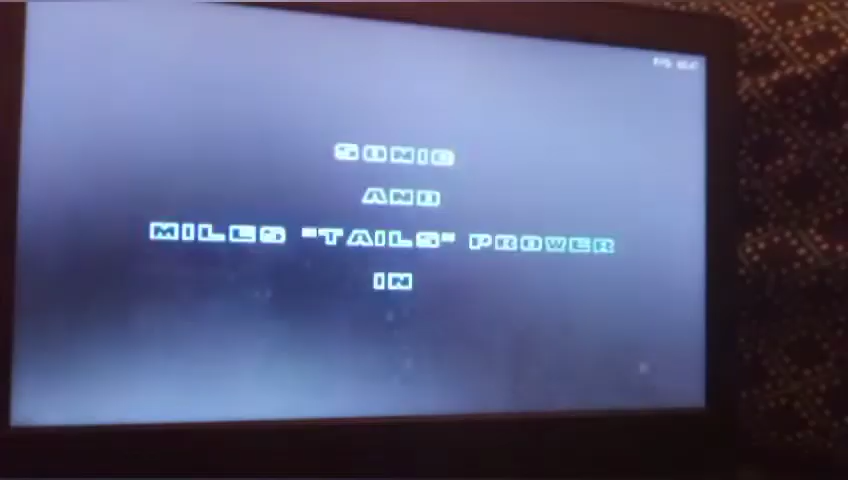 SONIC
AND
MILES "TAILS" PROWER
IN